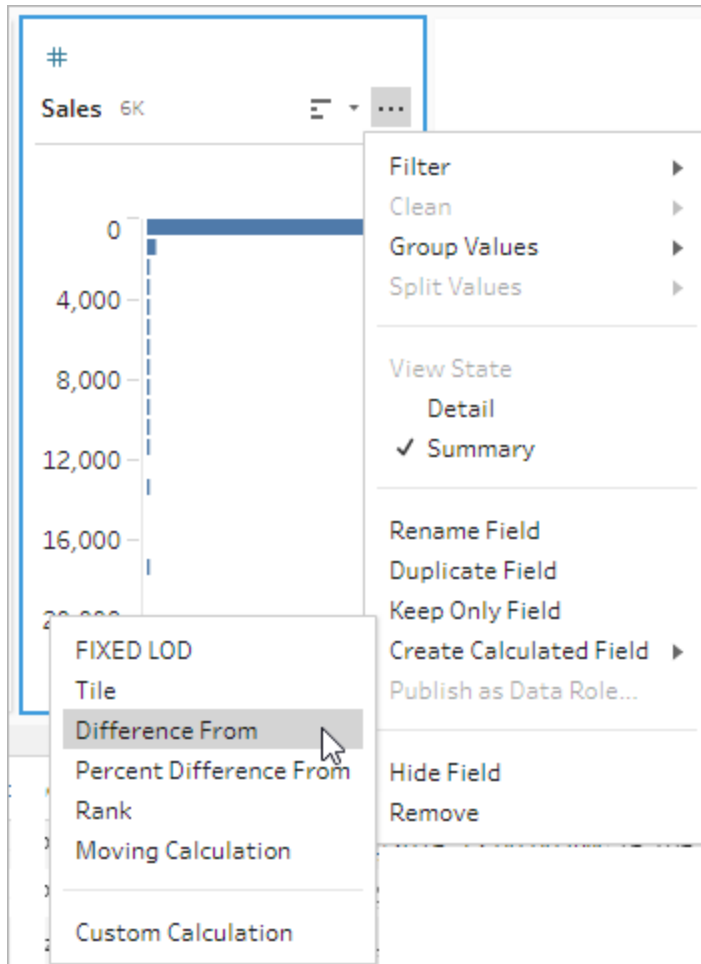 #
Sales 6K
...
0
4,000
8,000
12,000
16,000
Filter
Clean
Group Values
Split Values
View State
Detail
✓ Summary
Rename Field
Duplicate Field
Keep Only Field
Create Calculated Field
Publish as Data Role...
Hide Field
Remove
FIXED LOD
Tile
Difference From
Percent Difference From
Rank
Moving Calculation
Custom Calculation